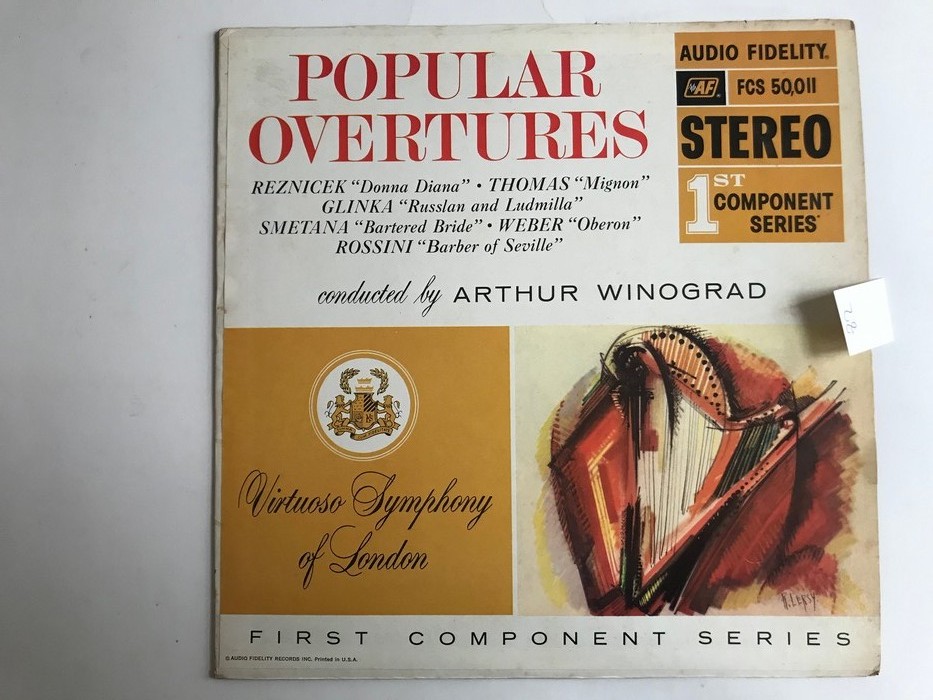 POPULAR
OVERTURES
REZNICEK “Donna Diana” • THOMAS “Mignon”
GLINKA “Russlan and Ludmilla”
SMETANA “Bartered Bride” • WEBER “Oberon”
ROSSINI “Barber of Seville”
conducted by ARTHUR WINOGRAD
AUDIO FIDELITY®
AF® FCS 50,011
STEREO
1ST COMPONENT
SERIES
Virtuoso Symphony
of London
FIRST COMPONENT SERIES
© AUDIO FIDELITY RECORDS INC. Printed in U.S.A.